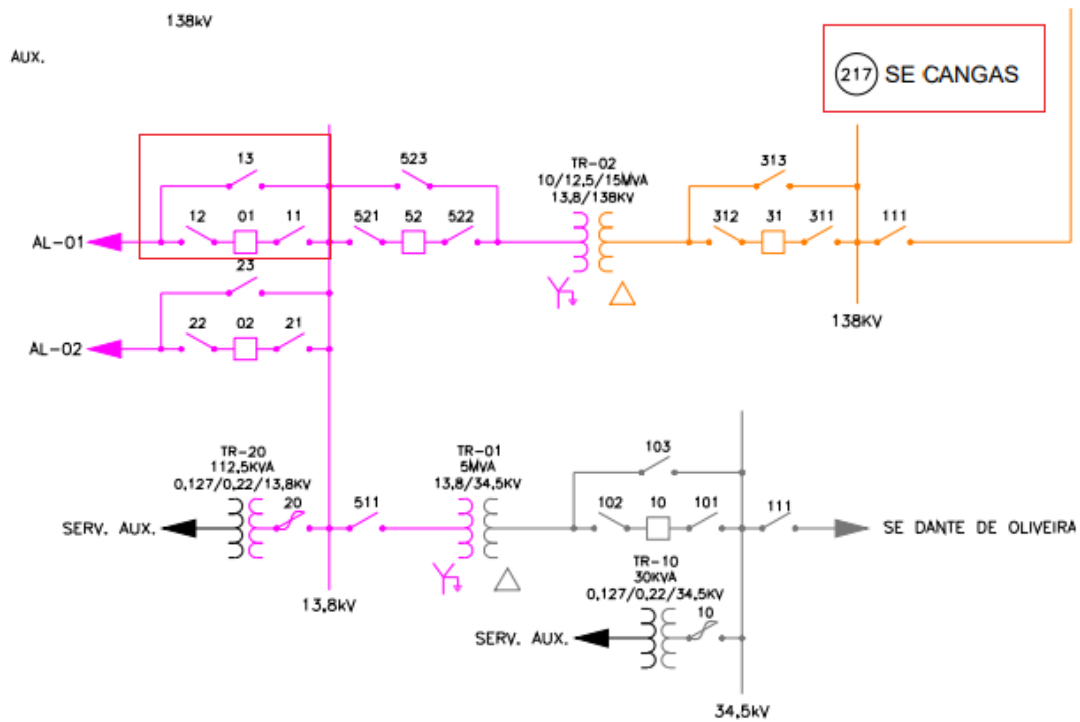 138kV
AUX.
217 SE CANGAS
13
523
TR-02
10/12,5/15MVA
13,8/138KV
313
12 01 11
521 52 522
312 31 311 111
AL-01
23
138KV
22 02 21
AL-02
TR-20
112,5KVA
0,127/0,22/13,8KV
TR-01
5MVA
13,8/34,5KV
103
20
511
102 10 101 111
SERV. AUX.
SE DANTE DE OLIVEIRA
TR-10
30KVA
0,127/0,22/34,5KV
13,8kV
10
SERV. AUX.
34,5kV